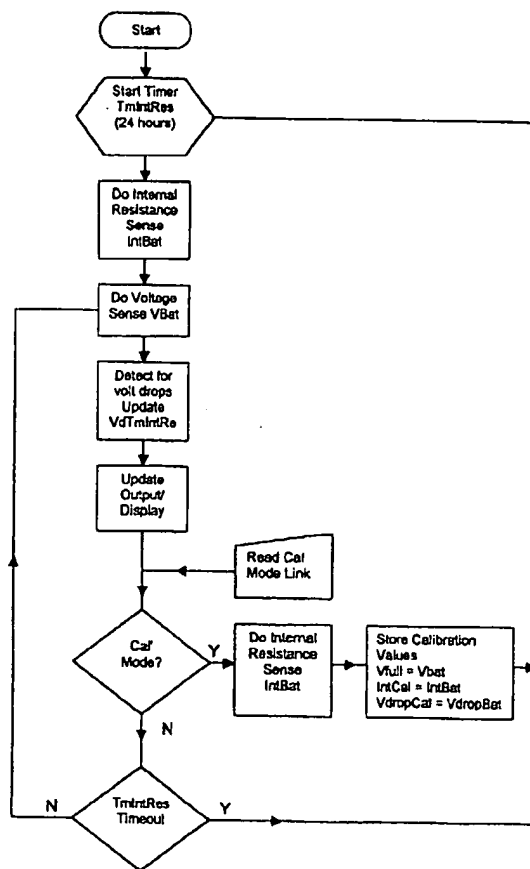 Start
Start Timer
TmIntRes
(24 hours)
Do Internal
Resistance
Sense
IntBat
Do Voltage
Sense VBat
Detect for
volt drops
Update
VdTmIntRe
Update
Output/
Display
Read Cal
Mode Link
Cal
Mode?
Y
Do Internal
Resistance
Sense
IntBat
Store Calibration
Values
Vfull = Vbat
IntCal = IntBat
VdropCal = VdropBat
N
N
TmIntRes
Timeout
Y